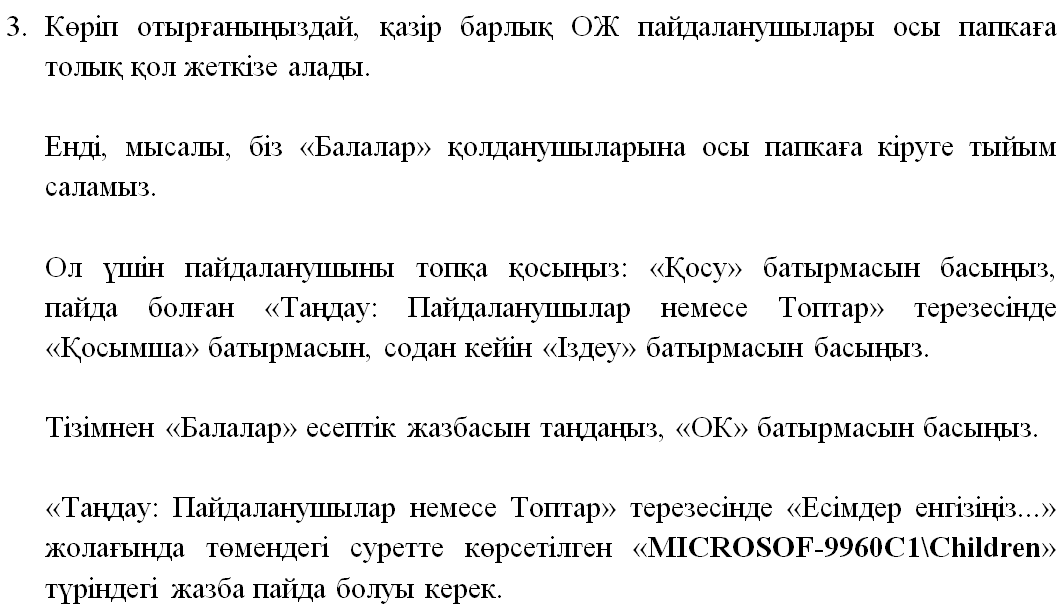 3. Көріп отырғаныңыздай, қазір барлық ОЖ пайдаланушылары осы папкаға
толық қол жеткізе алады.
Енді, мысалы, біз «Балалар» қолданушыларына осы папкаға кіруге тыйым
саламыз.
Ол үшін пайдаланушыны топқа қосыңыз: «Қосу» батырмасын басыңыз,
пайда болған «Таңдау: Пайдаланушылар немесе Топтар» терезесінде
«Қосымша» батырмасын, содан кейін «Іздеу» батырмасын басыңыз.
Тізімнен «Балалар» есептік жазбасын таңдаңыз, «ОК» батырмасын басыңыз.
«Таңдау: Пайдаланушылар немесе Топтар» терезесінде «Есімдер енгізіңіз...»
жолағында төмендегі суретте көрсетілген «MICROSOF-9960C1\Children»
түріндегі жазба пайда болуы керек.